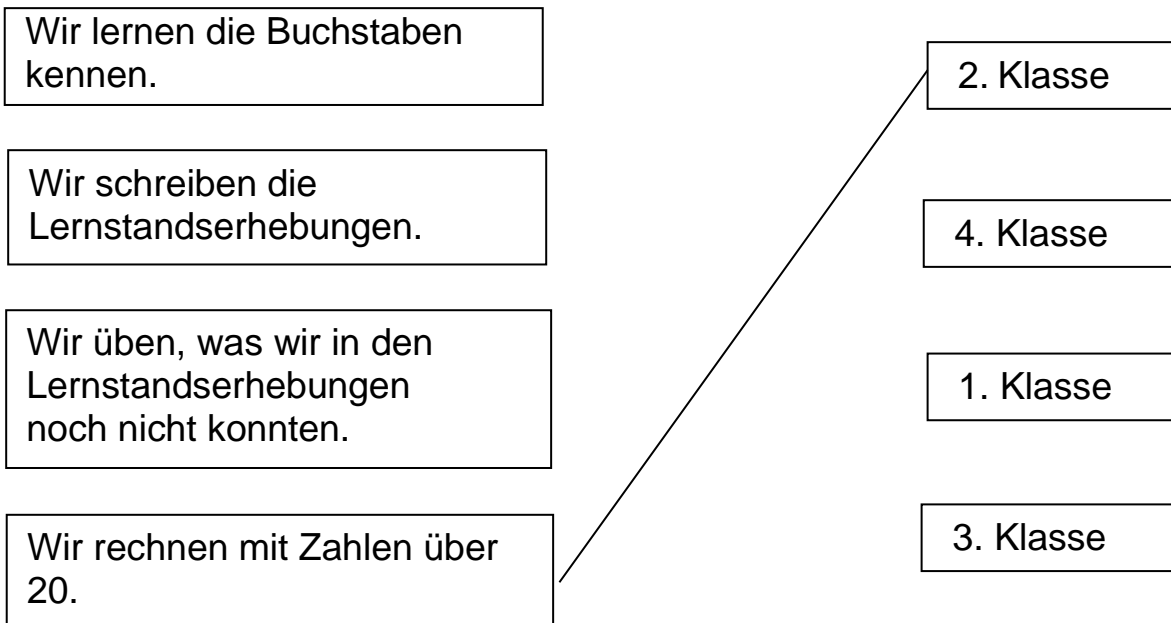 Wir lernen die Buchstaben
kennen.
Wir schreiben die
Lernstandserhebungen.
Wir üben, was wir in den
Lernstandserhebungen
noch nicht konnten.
Wir rechnen mit Zahlen über
20.
2. Klasse
4. Klasse
1. Klasse
3. Klasse